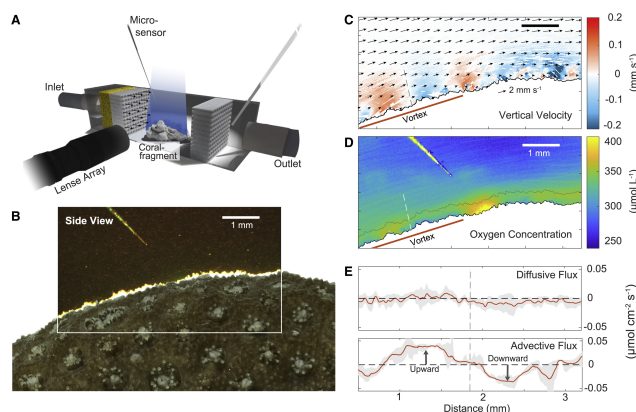 A
Micro-
sensor
Inlet
Coral-
fragment
Outlet
Lense Array
B
Side View
1 mm
C
0.2
0.1
0
-0.1
-0.2
(mm s⁻¹)
2 mm s⁻¹
Vortex
Vertical Velocity
D
1 mm
400
350
300
250
(μmol L⁻¹)
Vortex
Oxygen Concentration
E
Diffusive Flux
0.05
0
-0.05
Advective Flux
0.05
Downward
0
Upward
-0.05
(μmol cm⁻² s⁻¹)
1
2
3
Distance (mm)